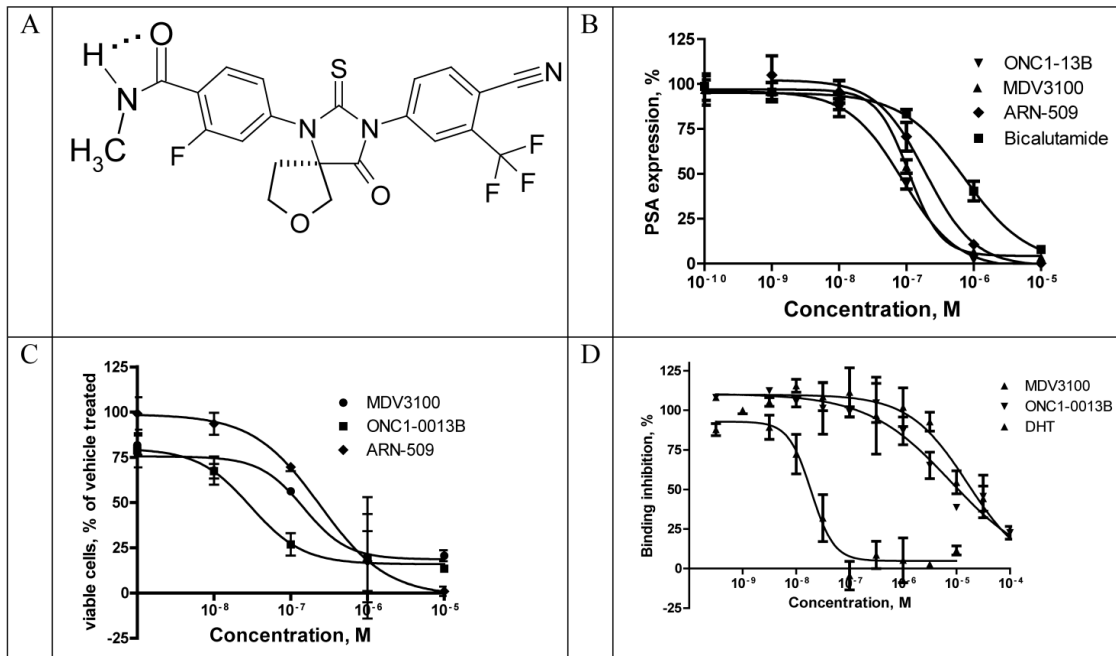 A
H
O
N
H₃C
F
S
N
N
O
O
N
F
F
F
B
125
100
75
50
25
0
PSA expression, %
10⁻¹⁰ 10⁻⁹ 10⁻⁸ 10⁻⁷ 10⁻⁶ 10⁻⁵
Concentration, M
ONC1-13B
MDV3100
ARN-509
Bicalutamide
C
125
100
75
50
25
0
-25
viable cells, % of vehicle treated
10⁻⁸ 10⁻⁷ 10⁻⁶ 10⁻⁵
Concentration, M
MDV3100
ONC1-0013B
ARN-509
D
125
100
75
50
25
0
-25
Binding inhibition, %
10⁻⁹ 10⁻⁸ 10⁻⁷ 10⁻⁶ 10⁻⁵ 10⁻⁴
Concentration, M
MDV3100
ONC1-0013B
DHT